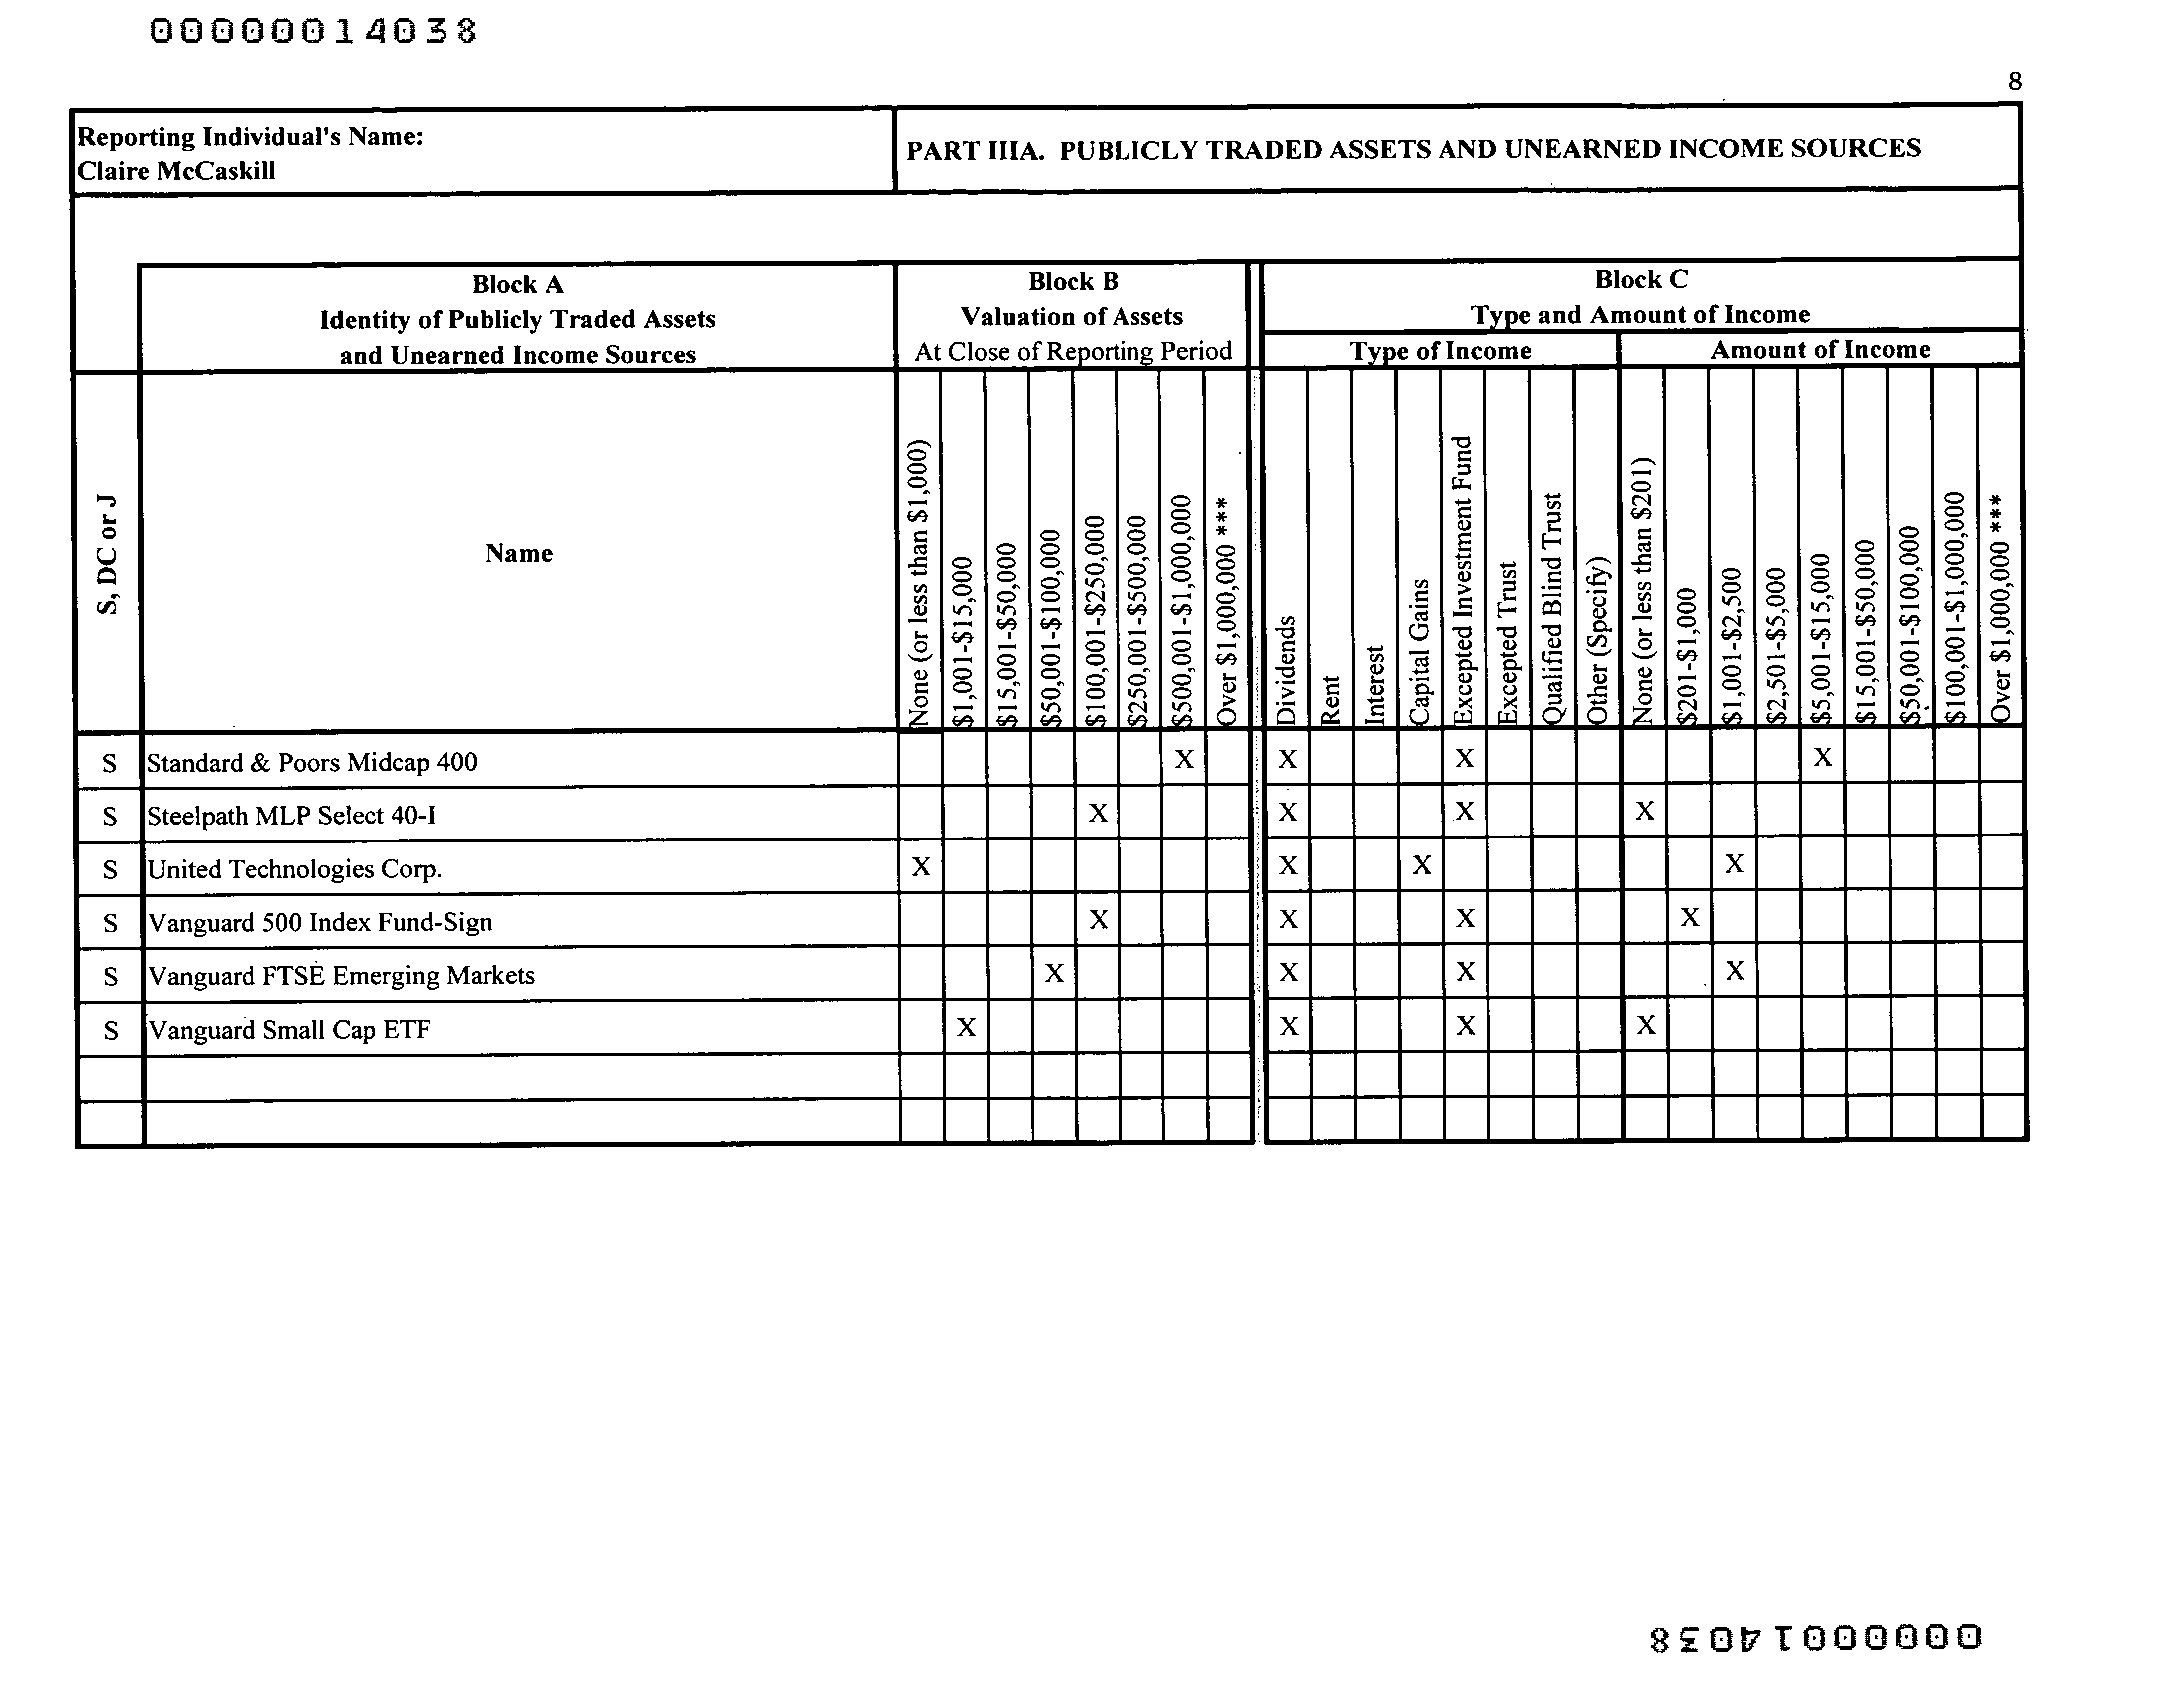 00000014038
8
Reporting Individual's Name:
Claire McCaskill
PART IIIA. PUBLICLY TRADED ASSETS AND UNEARNED INCOME SOURCES
Block A
Identity of Publicly Traded Assets
and Unearned Income Sources
Block B
Valuation of Assets
At Close of Reporting Period
Block C
Type and Amount of Income
Type of Income
Amount of Income
S, DC or J
Name
None (or less than $1,000)
$1,001-$15,000
$15,001-$50,000
$50,001-$100,000
$100,001-$250,000
$250,001-$500,000
$500,001-$1,000,000
Over $1,000,000 ***
Dividends
Rent
Interest
Capital Gains
Excepted Investment Fund
Excepted Trust
Qualified Blind Trust
Other (Specify)
None (or less than $201)
$201-$1,000
$1,001-$2,500
$2,501-$5,000
$5,001-$15,000
$15,001-$50,000
$50,001-$100,000
$100,001-$1,000,000
Over $1,000,000 ***
S Standard & Poors Midcap 400 X X X X
S Steelpath MLP Select 40-I X X X X
S United Technologies Corp. X X X X
S Vanguard 500 Index Fund-Sign X X X X
S Vanguard FTSE Emerging Markets X X X X
S Vanguard Small Cap ETF X X X X
00000014038